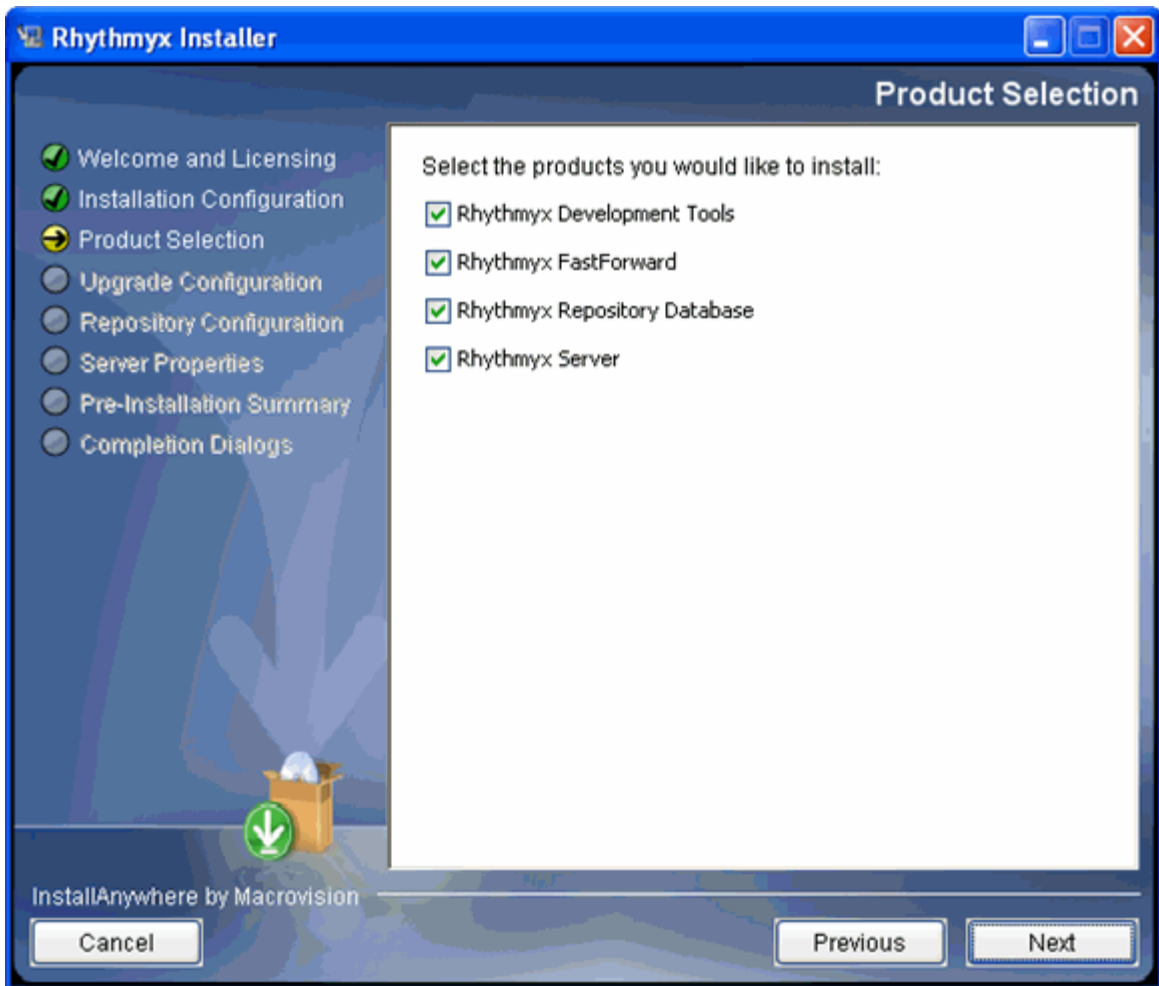 Rhythmyx Installer
Product Selection
Welcome and Licensing
Installation Configuration
Product Selection
Upgrade Configuration
Repository Configuration
Server Properties
Pre-Installation Summary
Completion Dialogs
Select the products you would like to install:
Rhythmyx Development Tools
Rhythmyx FastForward
Rhythmyx Repository Database
Rhythmyx Server
InstallAnywhere by Macrovision
Cancel
Previous
Next